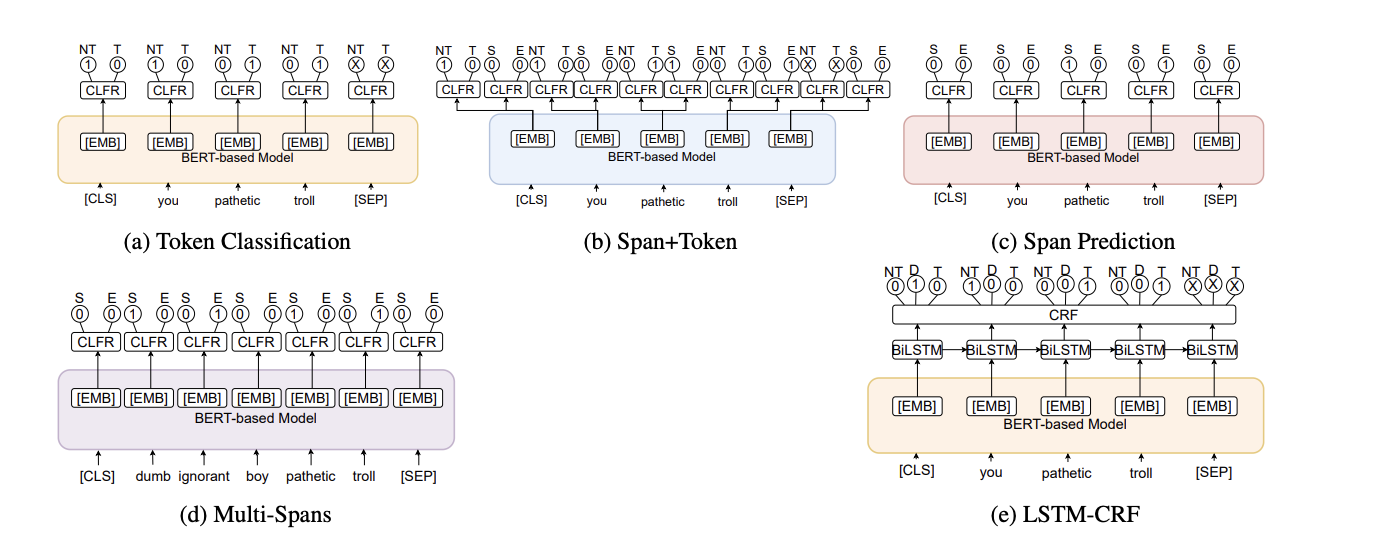 NT T NT T NT T NT T NT T
1 0 1 0 0 1 0 1 X X
CLFR CLFR CLFR CLFR CLFR
[EMB] [EMB] [EMB] [EMB] [EMB]
BERT-based Model
[CLS] you pathetic troll [SEP]
(a) Token Classification
NT T S E NT T S E NT T S E NT T S E NT T S E
1 0 0 0 1 0 0 0 0 1 1 0 0 1 0 1 X X 0 0
CLFR CLFR CLFR CLFR CLFR CLFR CLFR CLFR CLFR CLFR
[EMB] [EMB] [EMB] [EMB] [EMB]
BERT-based Model
[CLS] you pathetic troll [SEP]
(b) Span+Token
S E S E S E S E S E
0 0 0 0 1 0 0 1 0 0
CLFR CLFR CLFR CLFR CLFR
[EMB] [EMB] [EMB] [EMB] [EMB]
BERT-based Model
[CLS] you pathetic troll [SEP]
(c) Span Prediction
S E S E S E S E S E S E S E
0 0 1 0 0 1 0 0 1 0 0 1 0 0
CLFR CLFR CLFR CLFR CLFR CLFR CLFR
[EMB] [EMB] [EMB] [EMB] [EMB] [EMB] [EMB]
BERT-based Model
[CLS] dumb ignorant boy pathetic troll [SEP]
(d) Multi-Spans
NT D T NT D T NT D T NT D T NT D T
0 1 0 1 0 0 0 0 1 0 0 1 X X X
CRF
BiLSTM BiLSTM BiLSTM BiLSTM BiLSTM
[EMB] [EMB] [EMB] [EMB] [EMB]
BERT-based Model
[CLS] you pathetic troll [SEP]
(e) LSTM-CRF